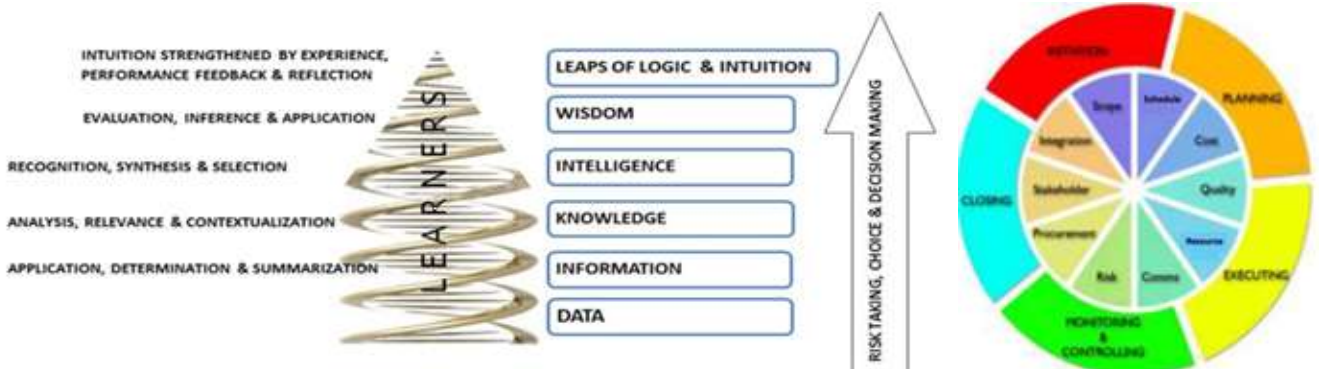 INTUITION STRENGTHENED BY EXPERIENCE,
PERFORMANCE FEEDBACK & REFLECTION
EVALUATION, INFERENCE & APPLICATION
RECOGNITION, SYNTHESIS & SELECTION
ANALYSIS, RELEVANCE & CONTEXTUALIZATION
APPLICATION, DETERMINATION & SUMMARIZATION
LEARNERS
LEAPS OF LOGIC & INTUITION
WISDOM
INTELLIGENCE
KNOWLEDGE
INFORMATION
DATA
RISK TAKING, CHOICE & DECISION MAKING
INITIATION
PLANNING
EXECUTING
MONITORING
&
CONTROLLING
CLOSING
Scope
Schedule
Cost
Quality
Resource
Comms
Risk
Procurement
Stakeholder
Integration